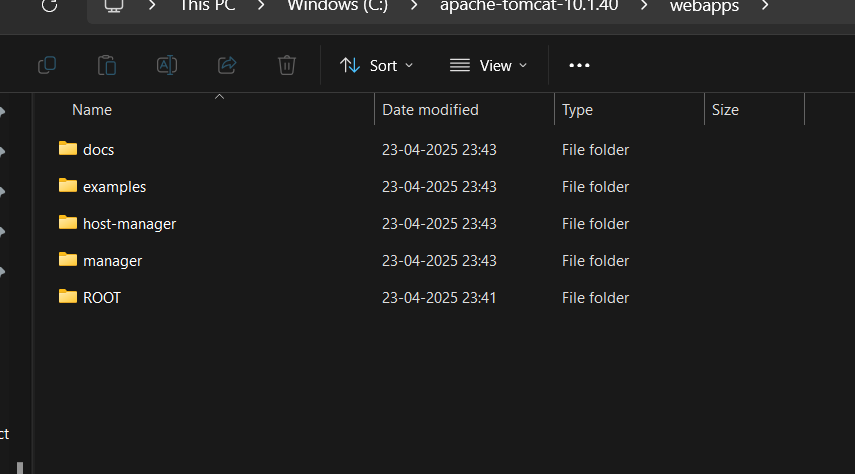 This PC Windows (C:) apache-tomcat-10.1.40 webapps
Sort View
Name Date modified Type Size
docs 23-04-2025 23:43 File folder
examples 23-04-2025 23:43 File folder
host-manager 23-04-2025 23:43 File folder
manager 23-04-2025 23:43 File folder
ROOT 23-04-2025 23:41 File folder
ct